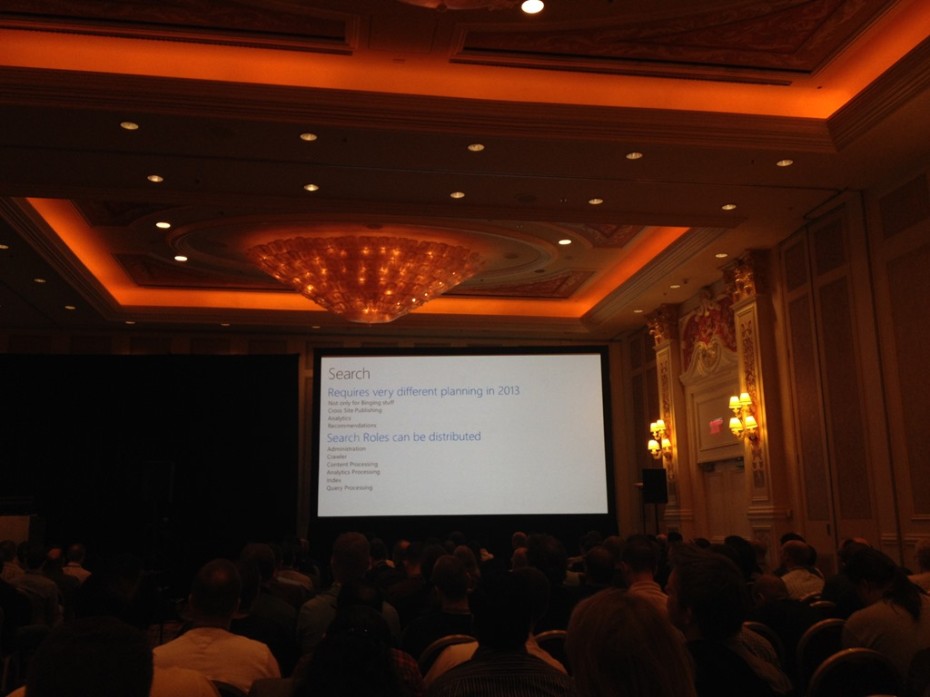 Search
Requires very different planning in 2013
Not only for Binging stuff
Cross Site Publishing
Analytics
Recommendations
Search Roles can be distributed
Administration
Crawler
Content Processing
Analytics Processing
Index
Query Processing